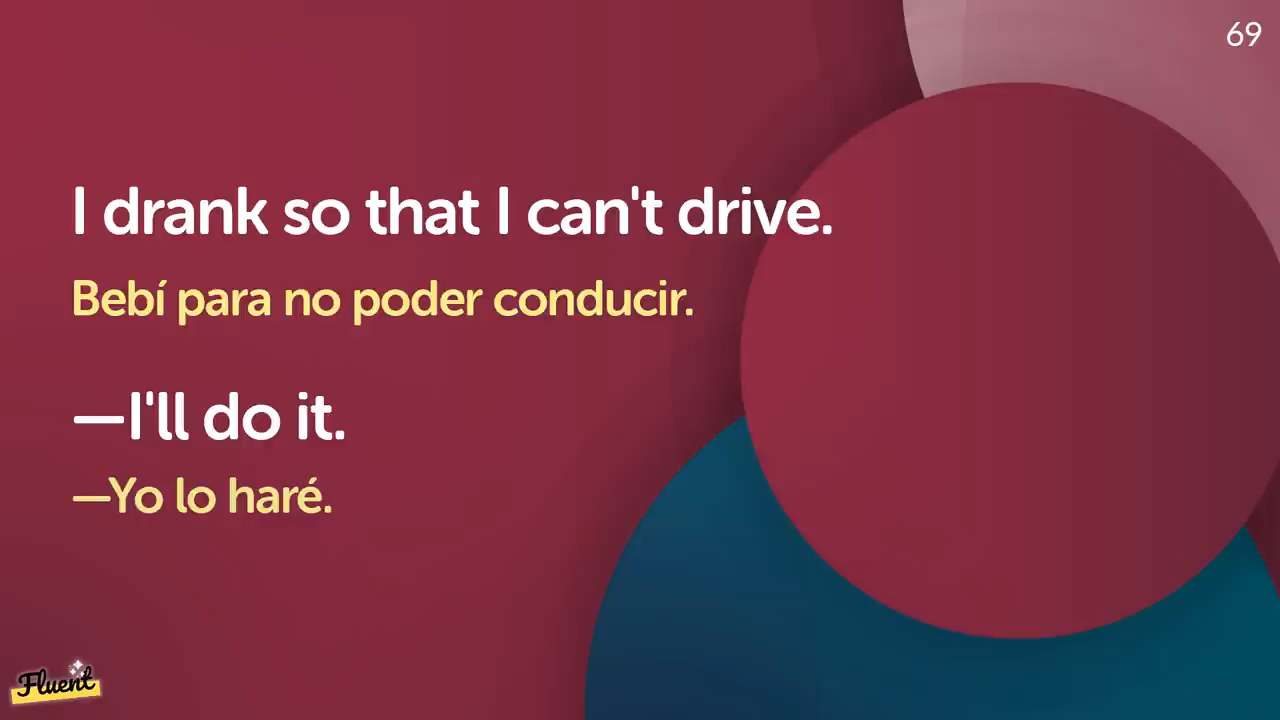 69
I drank so that I can't drive.
Bebí para no poder conducir.
—I'll do it.
—Yo lo haré.
Fluent